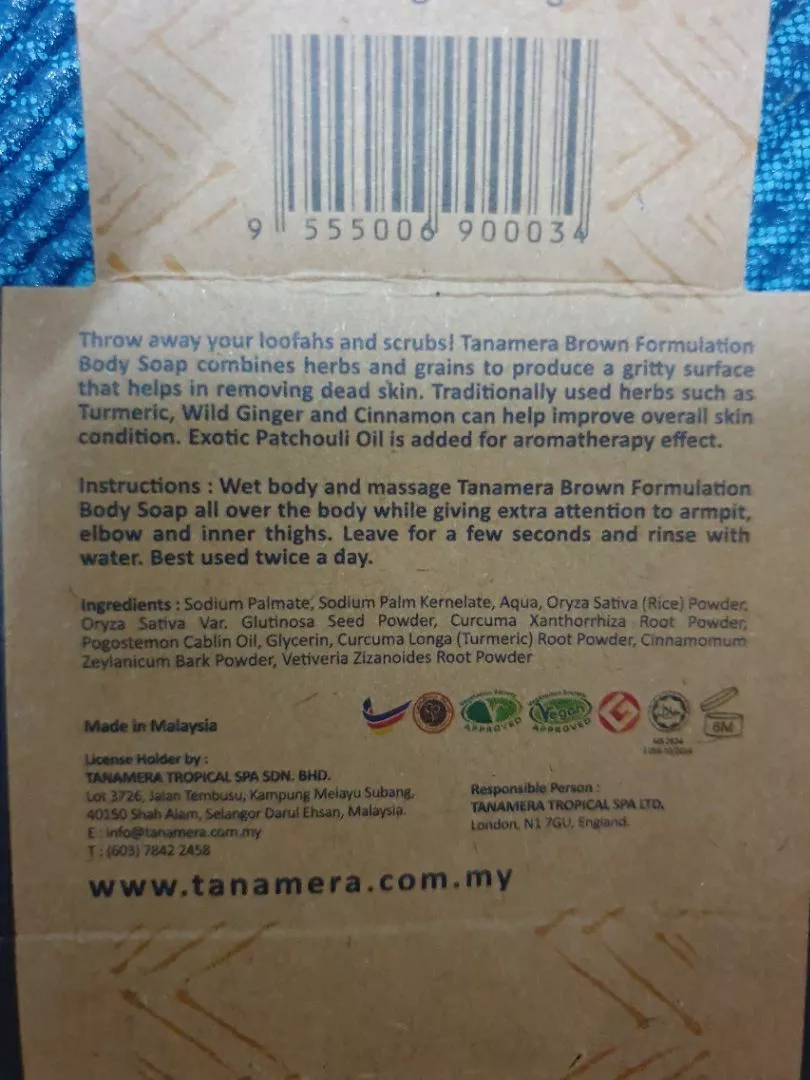 9 555006 900034
Throw away your loofahs and scrubs! Tanamera Brown Formulation
Body Soap combines herbs and grains to produce a gritty surface
that helps in removing dead skin. Traditionally used herbs such as
Turmeric, Wild Ginger and Cinnamon can help improve overall skin
condition. Exotic Patchouli Oil is added for aromatherapy effect.
Instructions : Wet body and massage Tanamera Brown Formulation
Body Soap all over the body while giving extra attention to armpit,
elbow and inner thighs. Leave for a few seconds and rinse with
water. Best used twice a day.
Ingredients : Sodium Palmate, Sodium Palm Kernelate, Aqua, Oryza Sativa (Rice) Powder,
Oryza Sativa Var. Glutinosa Seed Powder, Curcuma Xanthorrhiza Root Powder,
Pogostemon Cablin Oil, Glycerin, Curcuma Longa (Turmeric) Root Powder, Cinnamomum
Zeylanicum Bark Powder, Vetiveria Zizanoides Root Powder
Vegetarian Society
APPROVED
Vegetarian Society
Vegan
APPROVED
6M
Made in Malaysia
License Holder by :
TANAMERA TROPICAL SPA SDN. BHD.
Lot 3726, Jalan Tembusu, Kampung Melayu Subang,
40150 Shah Alam, Selangor Darul Ehsan, Malaysia.
E : info@tanamera.com.my
T : (603) 7842 2458
Responsible Person :
TANAMERA TROPICAL SPA LTD.
London, N1 7GU, England.
www.tanamera.com.my